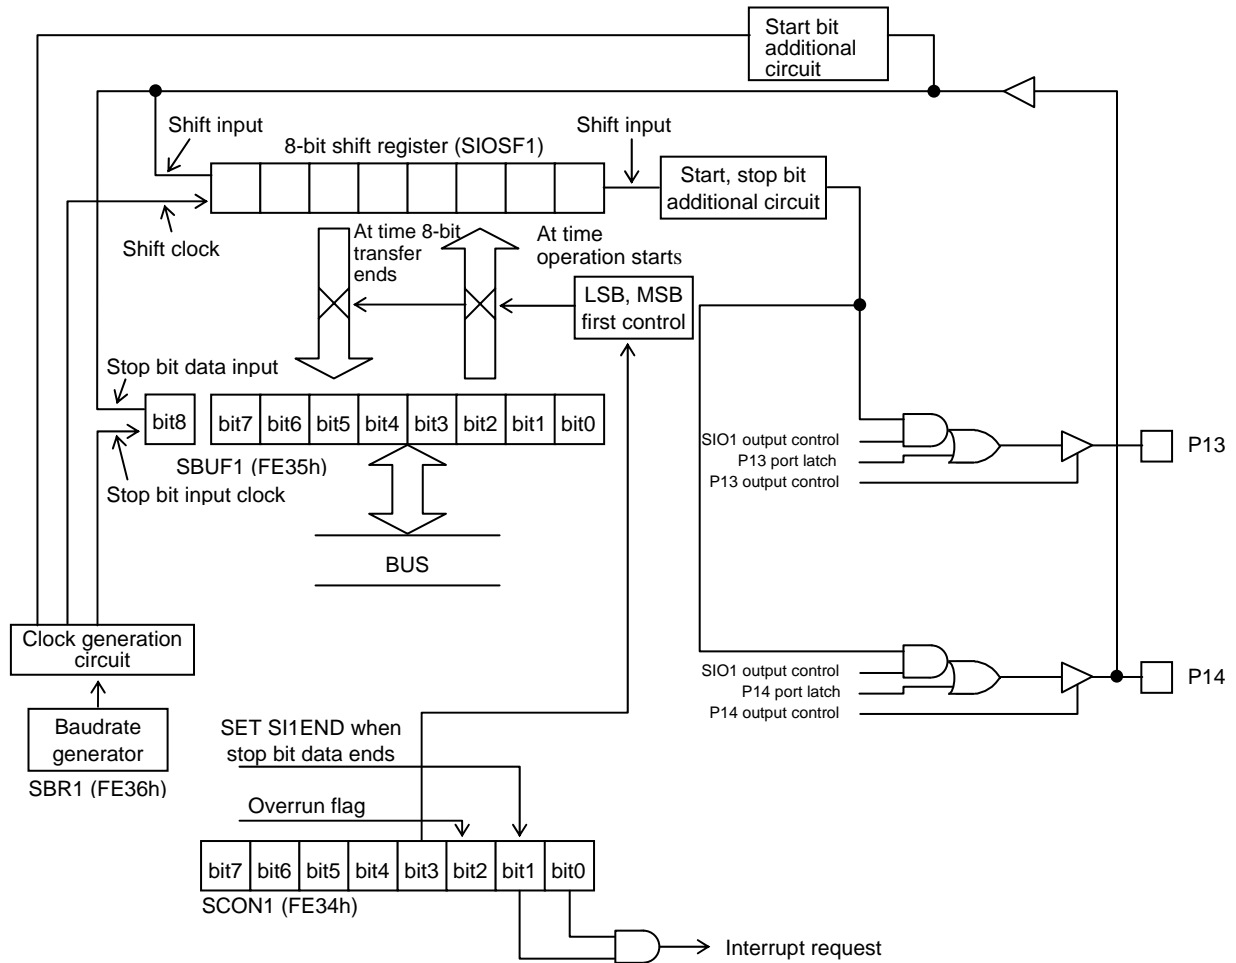 Start bit
additional
circuit
Shift input
8-bit shift register (SIOSF1)
Shift input
Start, stop bit
additional circuit
Shift clock
At time 8-bit
transfer
ends
At time
operation starts
LSB, MSB
first control
Stop bit data input
bit8
bit7 bit6 bit5 bit4 bit3 bit2 bit1 bit0
SBUF1 (FE35h)
Stop bit input clock
BUS
SIO1 output control
P13 port latch
P13 output control
P13
Clock generation
circuit
Baudrate
generator
SBR1 (FE36h)
SIO1 output control
P14 port latch
P14 output control
P14
SET SI1END when
stop bit data ends
Overrun flag
bit7 bit6 bit5 bit4 bit3 bit2 bit1 bit0
SCON1 (FE34h)
Interrupt request